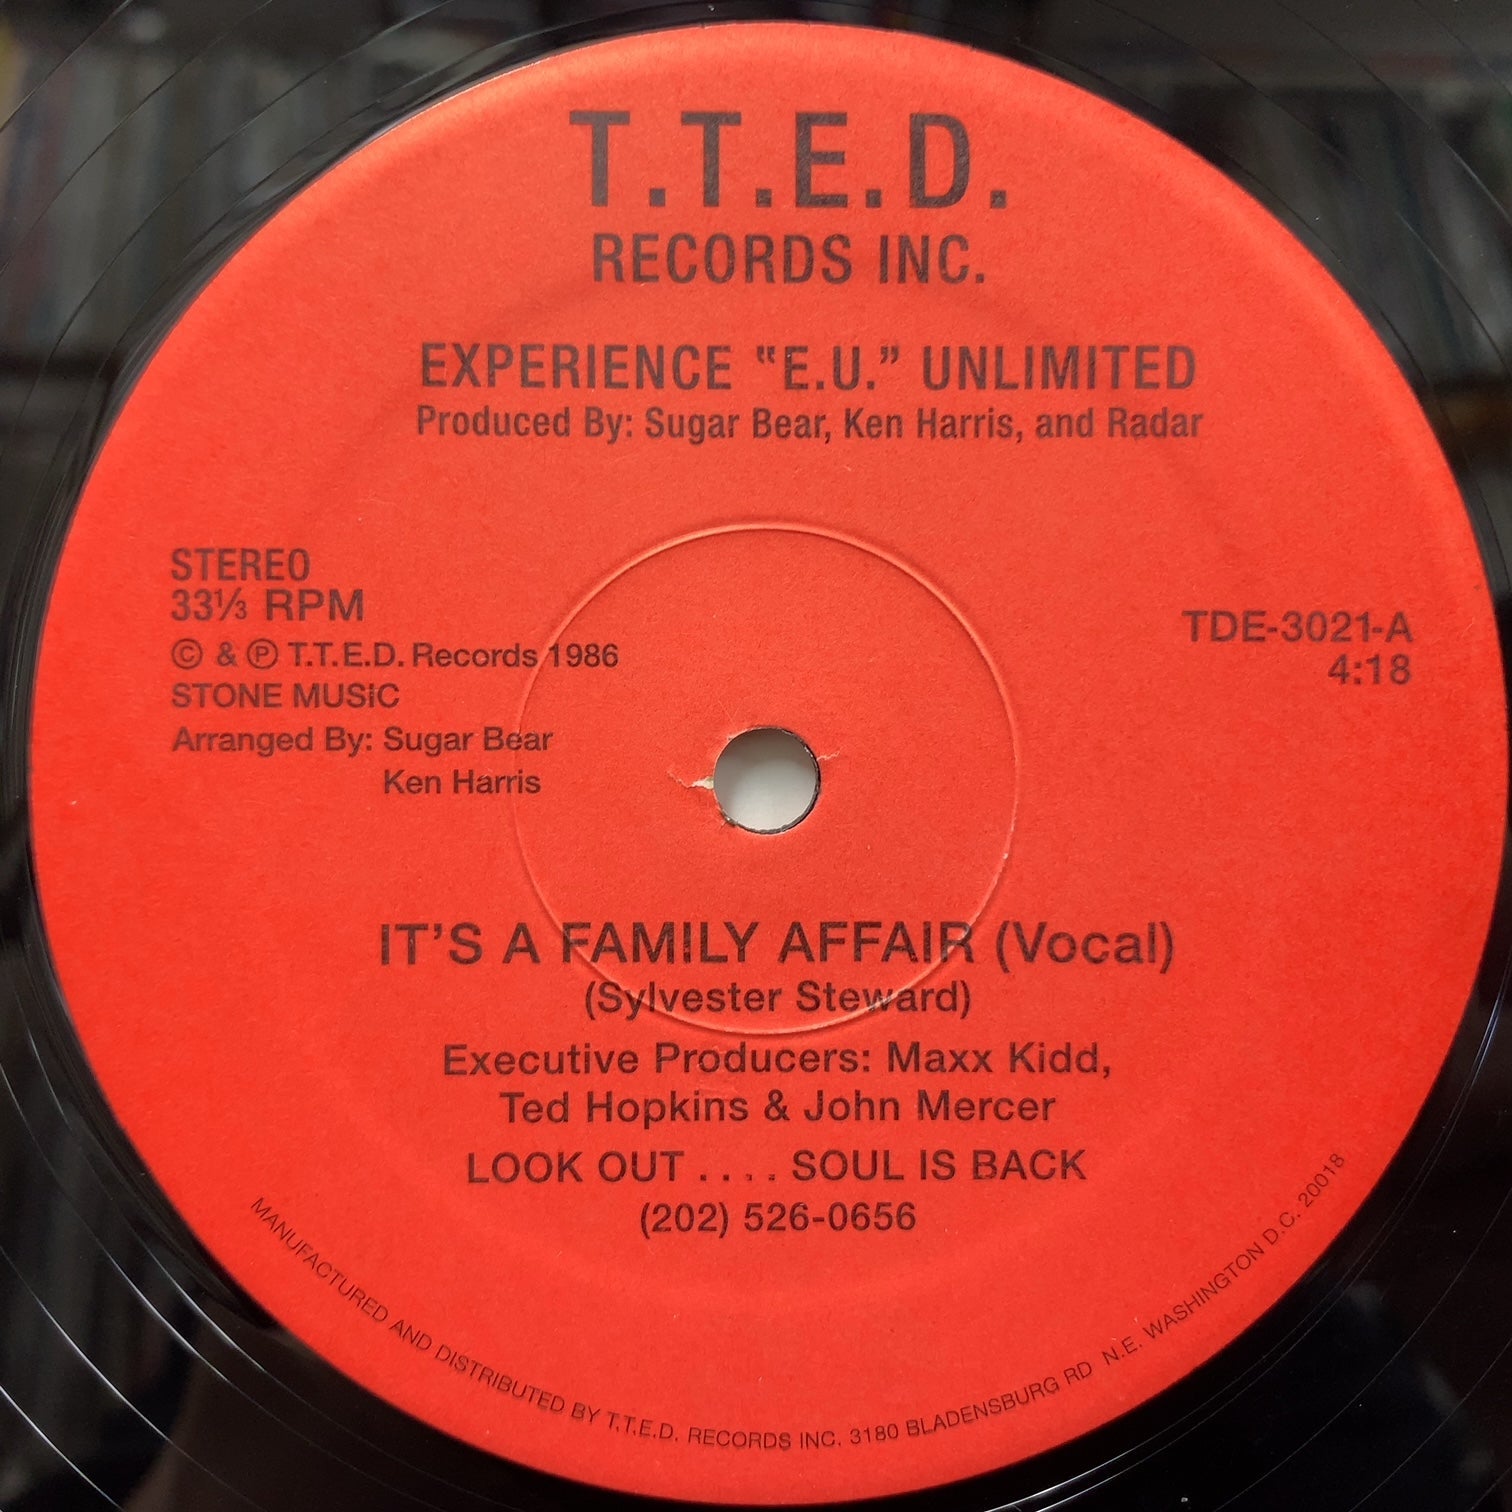 T.T.E.D.
RECORDS INC.
EXPERIENCE "E.U." UNLIMITED
Produced By: Sugar Bear, Ken Harris, and Radar
STEREO
33⅓ RPM
© & ℗ T.T.E.D. Records 1986
STONE MUSIC
Arranged By: Sugar Bear
Ken Harris
TDE-3021-A
4:18
IT'S A FAMILY AFFAIR (Vocal)
(Sylvester Steward)
Executive Producers: Maxx Kidd,
Ted Hopkins & John Mercer
LOOK OUT . . . . SOUL IS BACK
(202) 526-0656
MANUFACTURED AND DISTRIBUTED BY T.T.E.D. RECORDS INC. 3180 BLADENSBURG RD N.E. WASHINGTON D.C. 20018